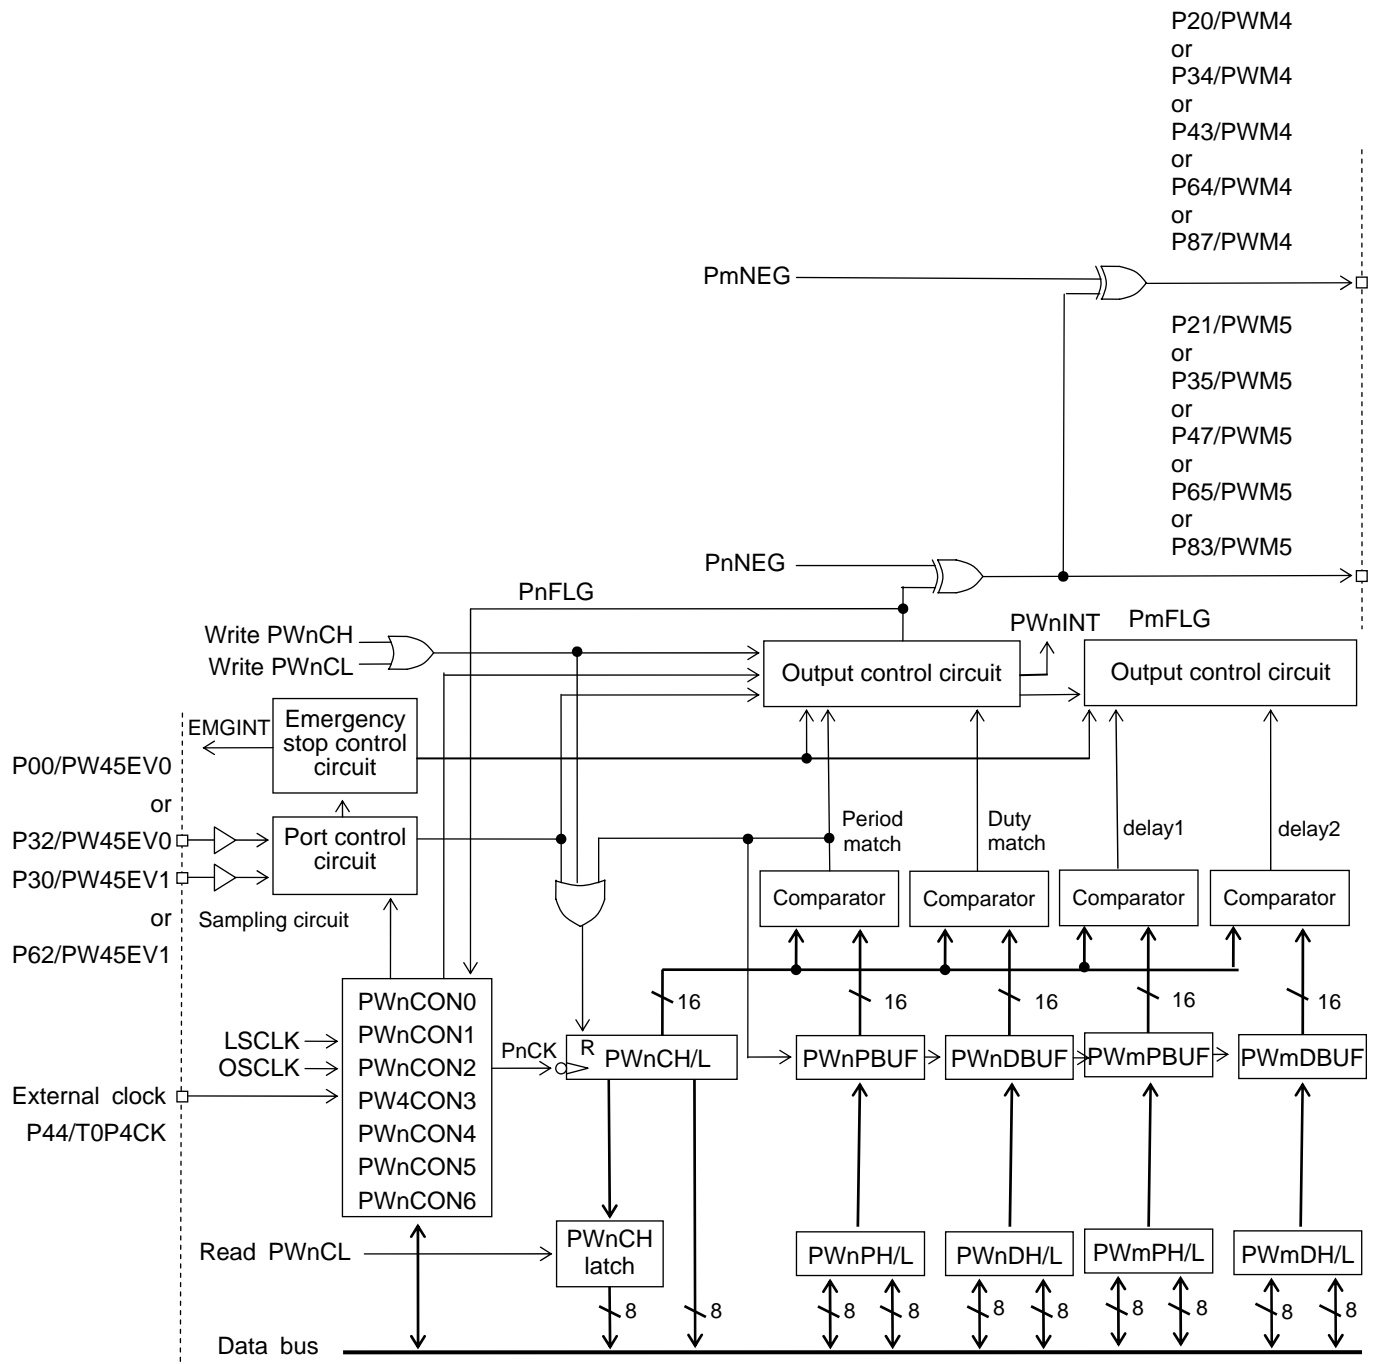 P20/PWM4
or
P34/PWM4
or
P43/PWM4
or
P64/PWM4
or
P87/PWM4
PmNEG
P21/PWM5
or
P35/PWM5
or
P47/PWM5
or
P65/PWM5
or
P83/PWM5
PnNEG
PnFLG
Write PWnCH
Write PWnCL
PWnINT
PmFLG
Output control circuit
Output control circuit
EMGINT
Emergency
stop control
circuit
P00/PW45EV0
or
P32/PW45EV0
P30/PW45EV1
or
P62/PW45EV1
Port control
circuit
Sampling circuit
Period
match
Duty
match
delay1
delay2
Comparator
Comparator
Comparator
Comparator
16
16
16
16
16
LSCLK
OSCLK
External clock
P44/T0P4CK
PWnCON0
PWnCON1
PWnCON2
PW4CON3
PWnCON4
PWnCON5
PWnCON6
PnCK
R
PWnCH/L
PWnPBUF
PWnDBUF
PWmPBUF
PWmDBUF
Read PWnCL
PWnCH
latch
PWnPH/L
PWnDH/L
PWmPH/L
PWmDH/L
8
8
8
8
8
8
8
8
8
8
Data bus